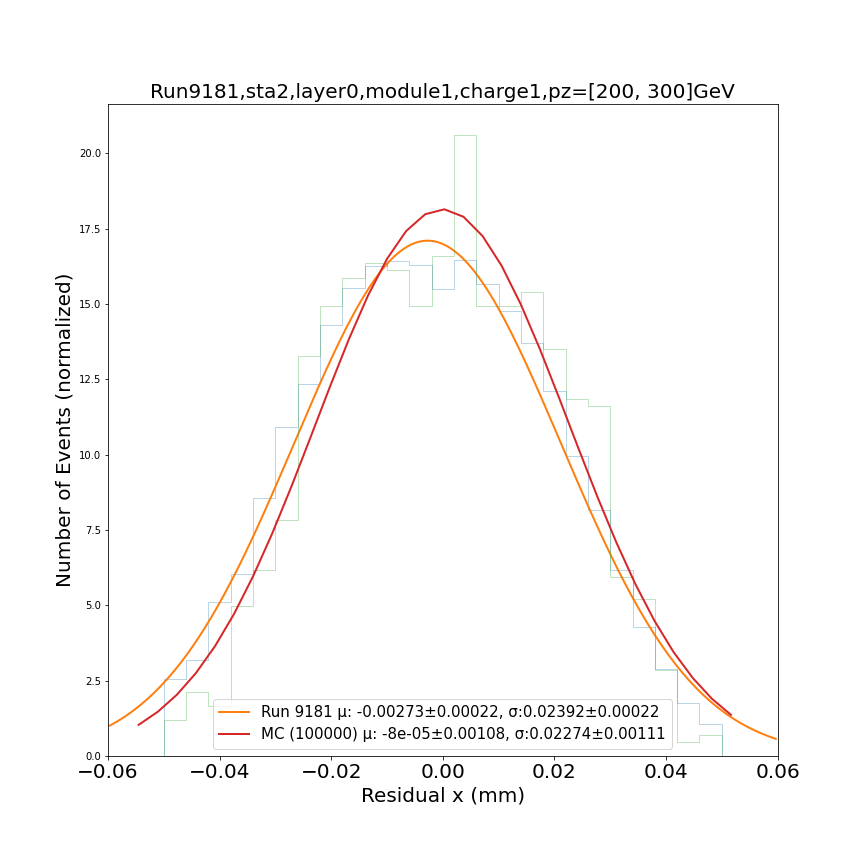 Run9181,sta2,layer0,module1,charge1,pz=[200, 300]GeV
Number of Events (normalized)
20.0
17.5
15.0
12.5
10.0
7.5
5.0
2.5
0.0
Run 9181 μ: -0.00273±0.00022, σ:0.02392±0.00022
MC (100000) μ: -8e-05±0.00108, σ:0.02274±0.00111
−0.06 −0.04 −0.02 0.00 0.02 0.04 0.06
Residual x (mm)